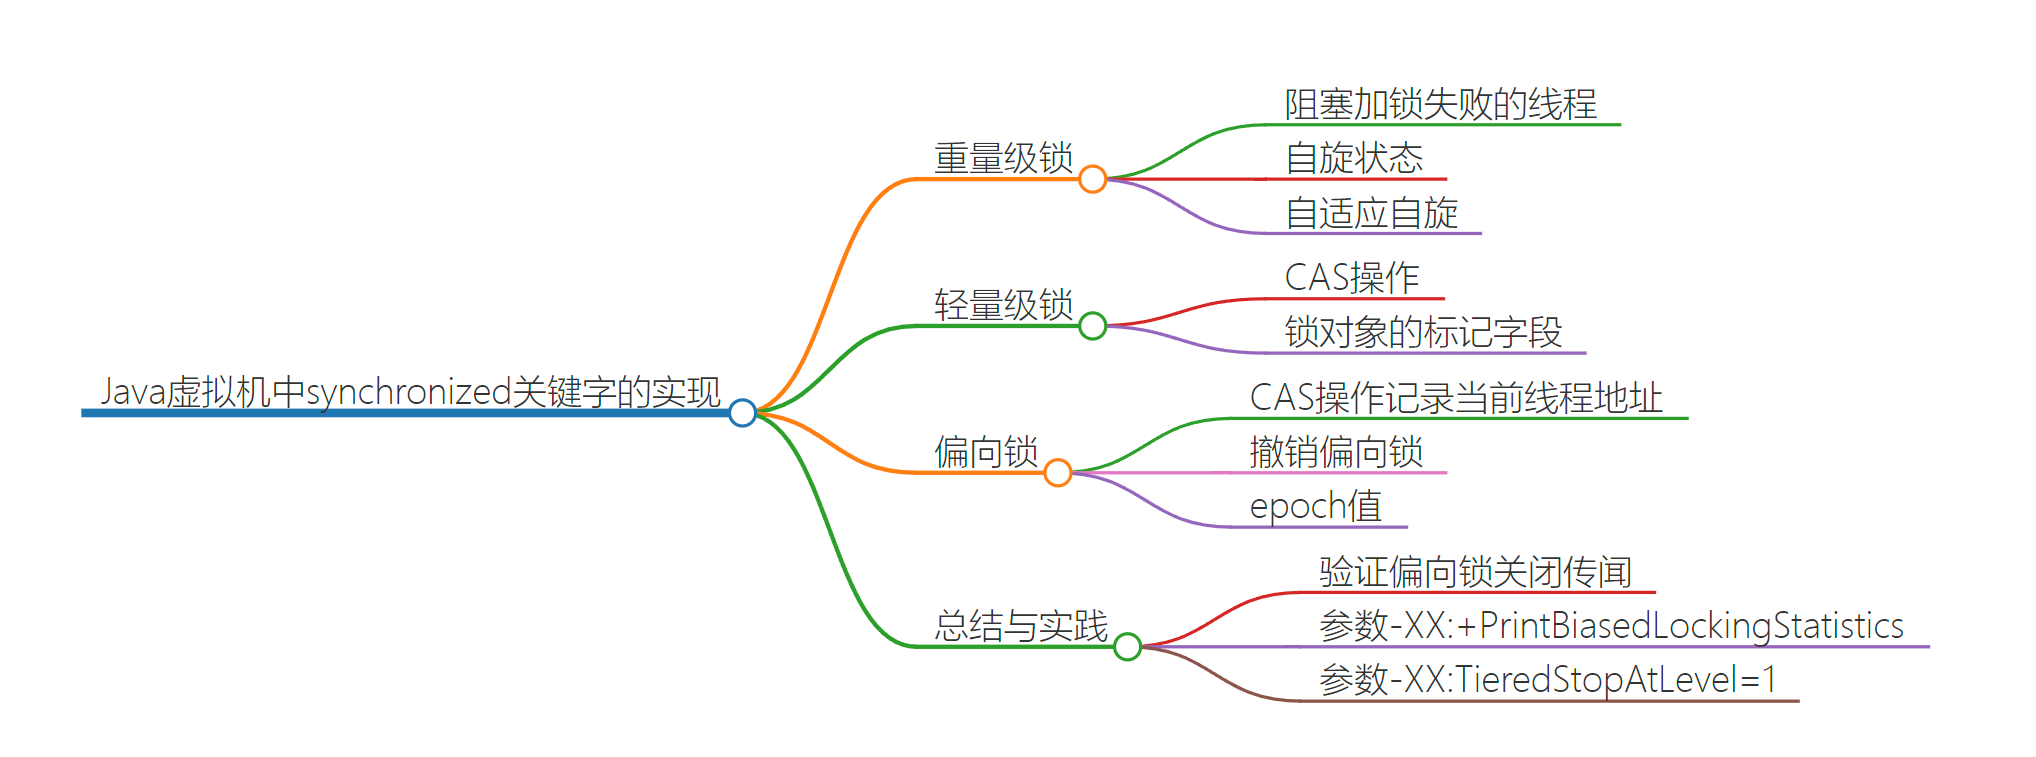 Java虚拟机中synchronized关键字的实现
重量级锁
阻塞加锁失败的线程
自旋状态
自适应自旋
轻量级锁
CAS操作
锁对象的标记字段
偏向锁
CAS操作记录当前线程地址
撤销偏向锁
epoch值
总结与实践
验证偏向锁关闭传闻
参数-XX:+PrintBiasedLockingStatistics
参数-XX:TieredStopAtLevel=1